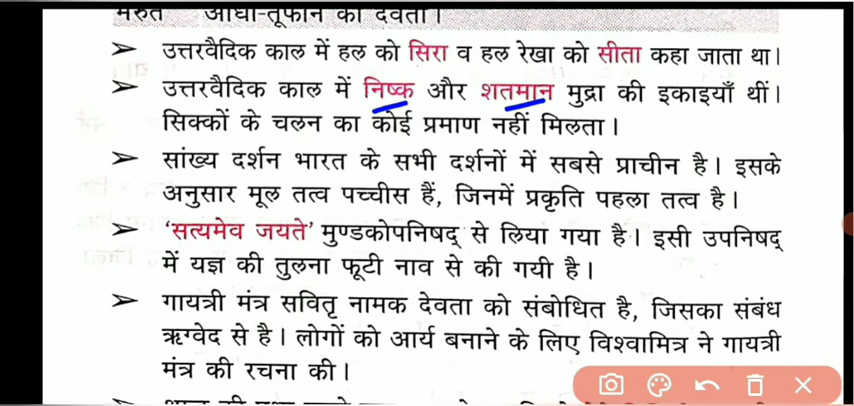 मरुत आंधी-तूफान का देवता।
➢ उत्तरवैदिक काल में हल को सिरा व हल रेखा को सीता कहा जाता था।
➢ उत्तरवैदिक काल में निष्क और शतमान मुद्रा की इकाइयाँ थीं।
सिक्कों के चलन का कोई प्रमाण नहीं मिलता।
➢ सांख्य दर्शन भारत के सभी दर्शनों में सबसे प्राचीन है। इसके
अनुसार मूल तत्व पच्चीस हैं, जिनमें प्रकृति पहला तत्व है।
➢ ‘सत्यमेव जयते’ मुण्डकोपनिषद् से लिया गया है। इसी उपनिषद्
में यज्ञ की तुलना फूटी नाव से की गयी है।
➢ गायत्री मंत्र सवितृ नामक देवता को संबोधित है, जिसका संबंध
ऋग्वेद से है। लोगों को आर्य बनाने के लिए विश्वामित्र ने गायत्री
मंत्र की रचना की।